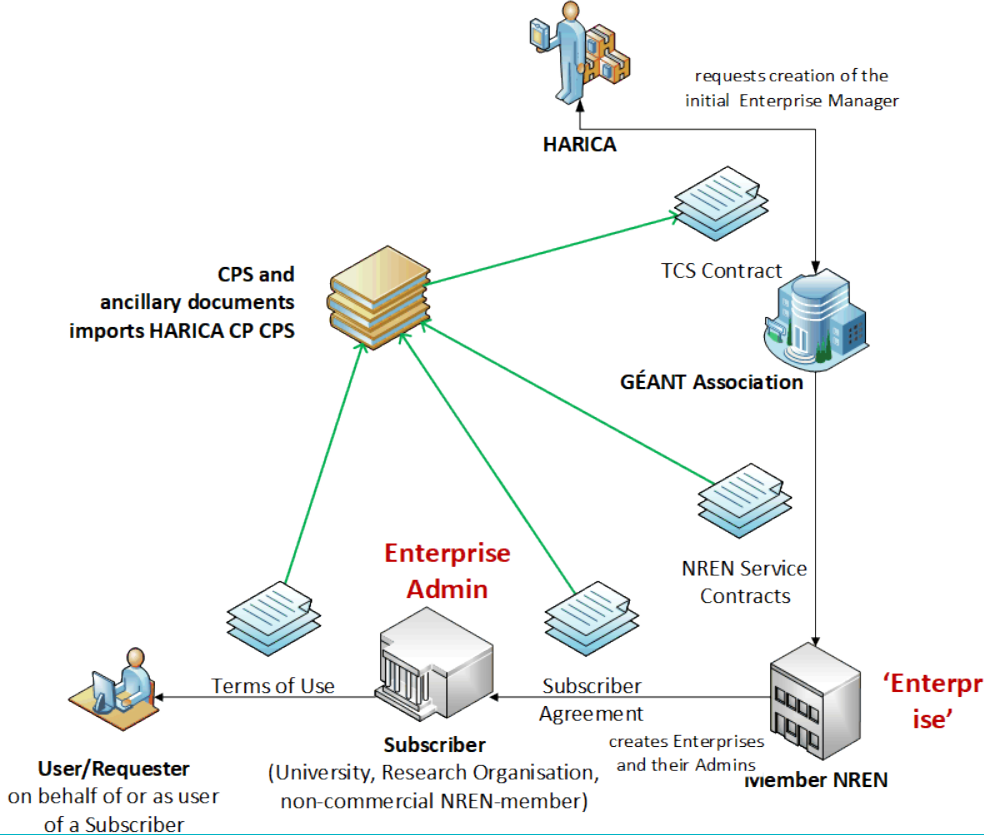 requests creation of the
initial Enterprise Manager
HARICA
TCS Contract
CPS and
ancillary documents
imports HARICA CP CPS
GÉANT Association
NREN Service
Contracts
Enterprise
Admin
Terms of Use
Subscriber
Agreement
'Enterpr
ise'
creates Enterprises
and their Admins
Member NREN
Subscriber
(University, Research Organisation,
non-commercial NREN-member)
User/Requester
on behalf of or as user
of a Subscriber